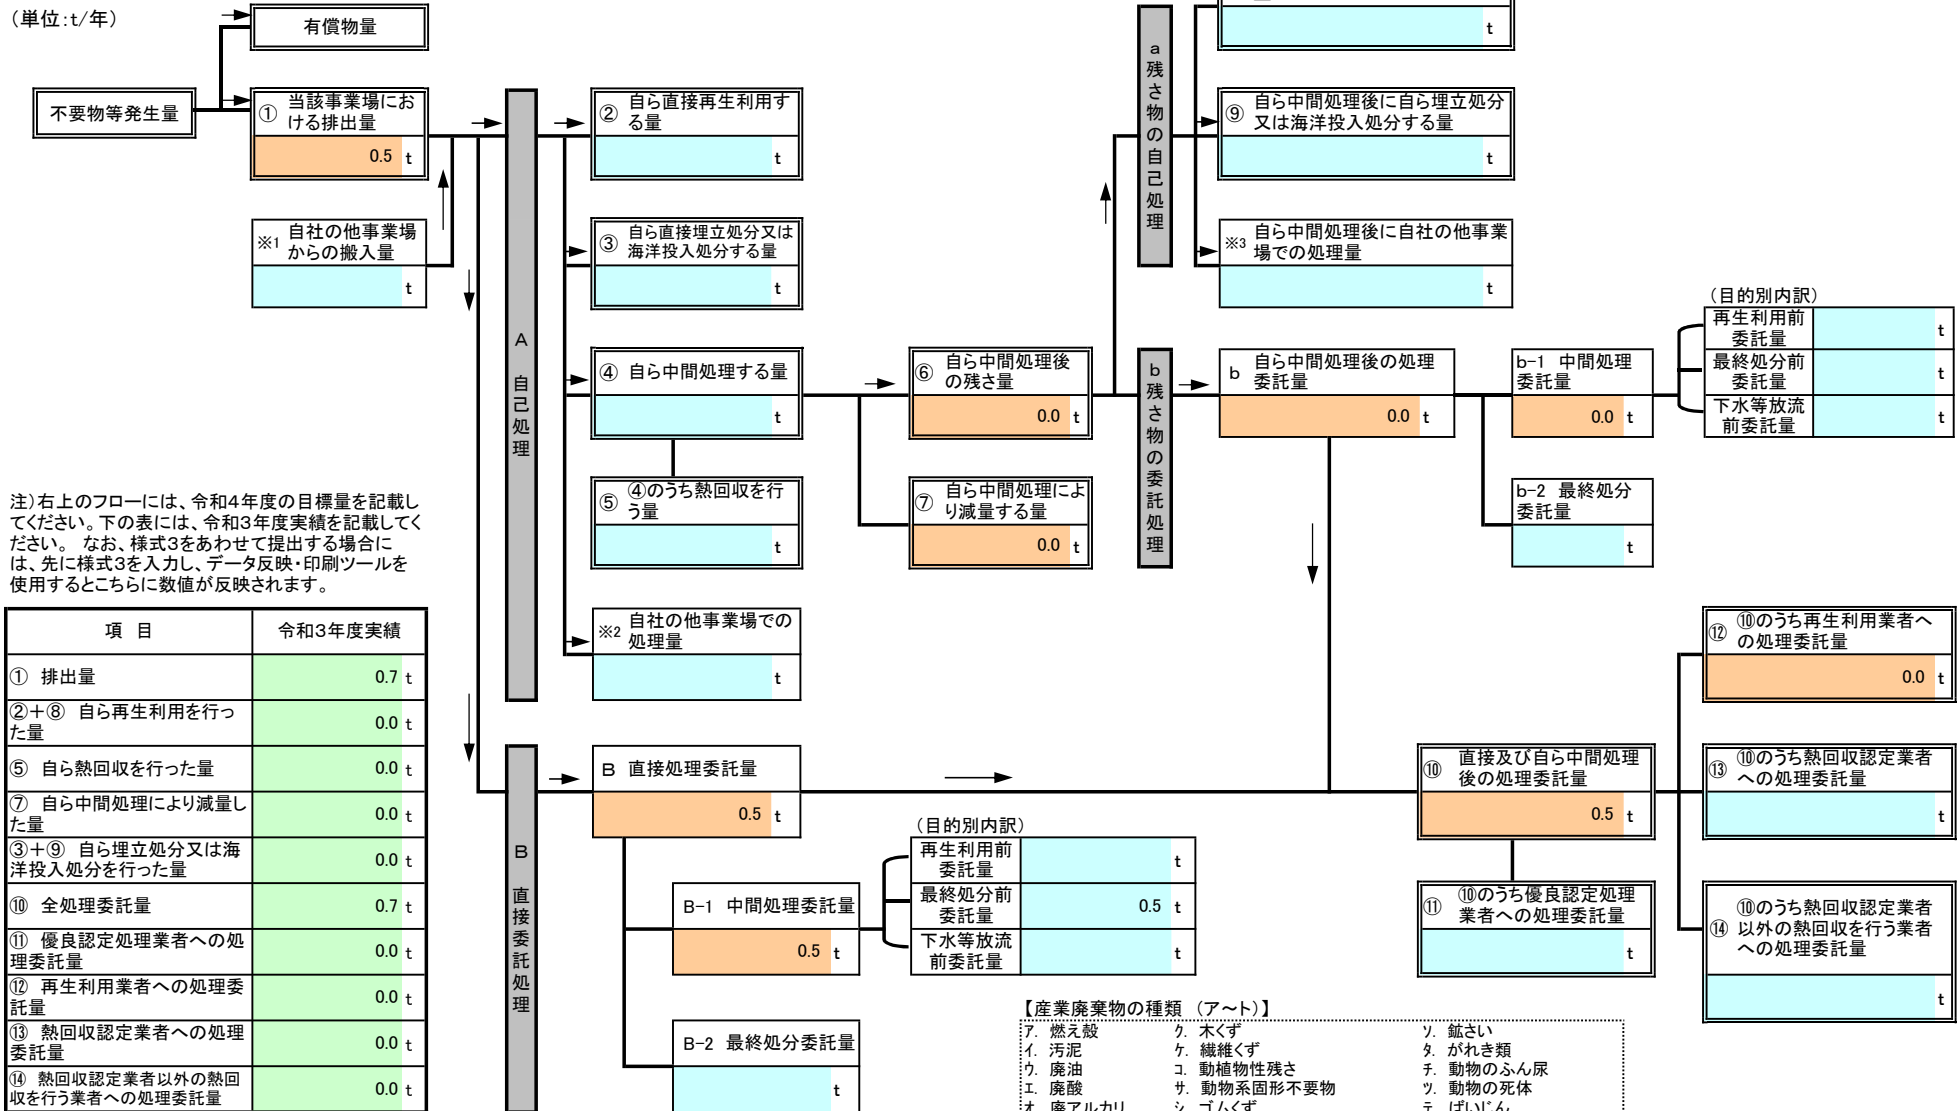 (単位:t/年)
有償物量
不要物等発生量
① 当該事業場にお
ける排出量
0.5 t
※1 自社の他事業場
からの搬入量
t
A 自己処理
② 自ら直接再生利用す
る量
t
③ 自ら直接埋立処分又は
海洋投入処分する量
t
④ 自ら中間処理する量
t
⑤ ④のうち熱回収を行
う量
t
※2 自社の他事業場での
処理量
t
⑥ 自ら中間処理後
の残さ量
0.0 t
⑦ 自ら中間処理によ
り減量する量
0.0 t
a 残さ物の自己処理
t
⑨ 自ら中間処理後に自ら埋立処分
又は海洋投入処分する量
t
※3 自ら中間処理後に自社の他事業
場での処理量
t
b 残さ物の委託処理
b 自ら中間処理後の処理
委託量
0.0 t
b-1 中間処理
委託量
0.0 t
(目的別内訳)
再生利用前
委託量
t
最終処分前
委託量
t
下水等放流
前委託量
t
b-2 最終処分
委託量
t
注)右上のフローには、令和4年度の目標量を記載し
てください。下の表には、令和3年度実績を記載してく
ださい。 なお、様式3をあわせて提出する場合に
は、先に様式3を入力し、データ反映・印刷ツールを
使用するとこちらに数値が反映されます。
項 目 令和3年度実績
① 排出量 0.7 t
②+⑧ 自ら再生利用を行っ
た量 0.0 t
⑤ 自ら熱回収を行った量 0.0 t
⑦ 自ら中間処理により減量し
た量 0.0 t
③+⑨ 自ら埋立処分又は海
洋投入処分を行った量 0.0 t
⑩ 全処理委託量 0.7 t
⑪ 優良認定処理業者への処
理委託量 0.0 t
⑫ 再生利用業者への処理委
託量 0.0 t
⑬ 熱回収認定業者への処理
委託量 0.0 t
⑭ 熱回収認定業者以外の熱回
収を行う業者への処理委託量 0.0 t
B 直接委託処理
B 直接処理委託量
0.5 t
B-1 中間処理委託量
0.5 t
(目的別内訳)
再生利用前
委託量
t
最終処分前
委託量
0.5 t
下水等放流
前委託量
t
B-2 最終処分委託量
t
⑩ 直接及び自ら中間処理
後の処理委託量
0.5 t
⑪ ⑩のうち優良認定処理
業者への処理委託量
t
⑫ ⑩のうち再生利用業者へ
の処理委託量
0.0 t
⑬ ⑩のうち熱回収認定業者
への処理委託量
t
⑭ ⑩のうち熱回収認定業者
以外の熱回収を行う業者
への処理委託量
t
【産業廃棄物の種類 (ア~ト)】
ア. 燃え殻 ク. 木くず ソ. 鉱さい
イ. 汚泥 ケ. 繊維くず タ. がれき類
ウ. 廃油 コ. 動植物性残さ チ. 動物のふん尿
エ. 廃酸 サ. 動物系固形不要物 ツ. 動物の死体
オ. 廃アルカリ シ. ゴムくず テ. ばいじん